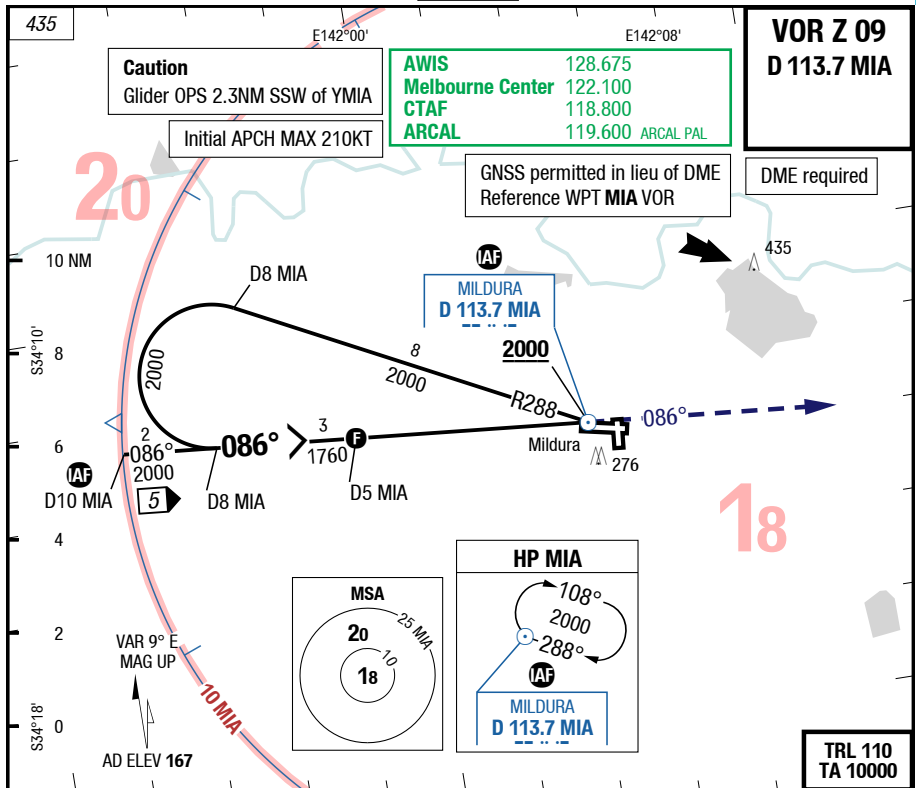 435
E142°00'
E142°08'
VOR Z 09
D 113.7 MIA
Caution
Glider OPS 2.3NM SSW of YMIA
AWIS 128.675
Melbourne Center 122.100
CTAF 118.800
ARCAL 119.600 ARCAL PAL
Initial APCH MAX 210KT
GNSS permitted in lieu of DME
Reference WPT MIA VOR
DME required
20
10 NM
D8 MIA
IAF
MILDURA
D 113.7 MIA
435
S34°10'
8
2000
8
2000
2000
R288
086°
Mildura
276
6
2
086°
2000
086°
3
1760
F
IAF
D10 MIA
5
D8 MIA
D5 MIA
18
4
HP MIA
108°
2000
288°
IAF
MILDURA
D 113.7 MIA
MSA
25 MIA
20
10
18
2
VAR 9° E
MAG UP
10 MIA
S34°18'
0
AD ELEV 167
TRL 110
TA 10000